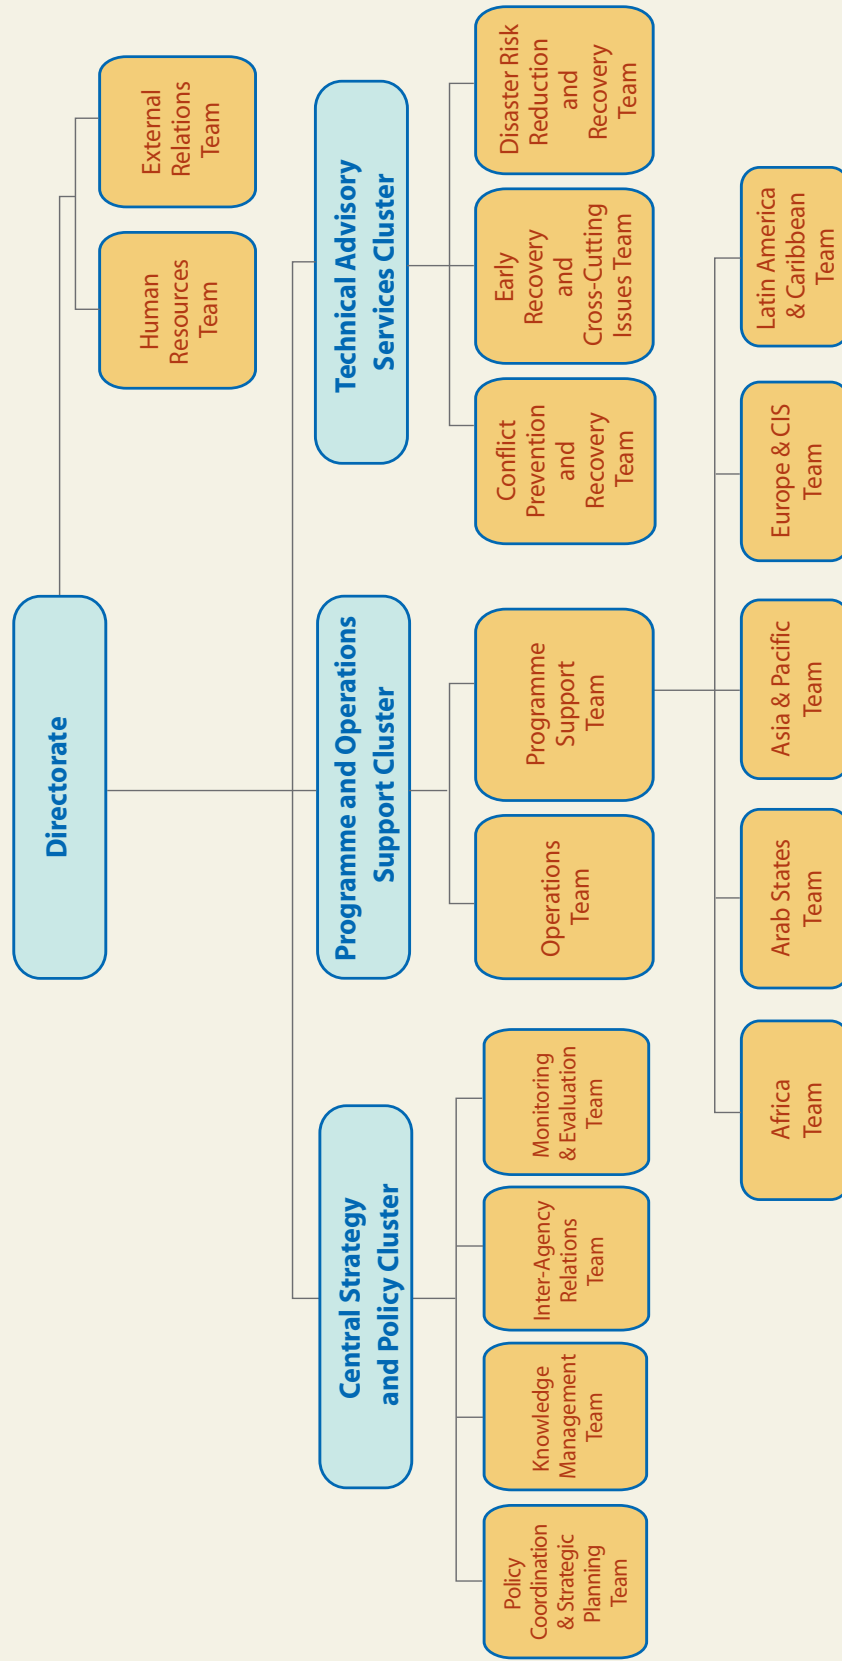 Directorate
Human
Resources
Team
External
Relations
Team
Central Strategy
and Policy Cluster
Programme and Operations
Support Cluster
Technical Advisory
Services Cluster
Policy
Coordination
& Strategic
Planning
Team
Knowledge
Management
Team
Inter-Agency
Relations
Team
Monitoring
& Evaluation
Team
Operations
Team
Programme
Support
Team
Conflict
Prevention
and
Recovery
Team
Early
Recovery
and
Cross-Cutting
Issues Team
Disaster Risk
Reduction
and
Recovery
Team
Africa
Team
Arab States
Team
Asia & Pacific
Team
Europe & CIS
Team
Latin America
& Caribbean
Team